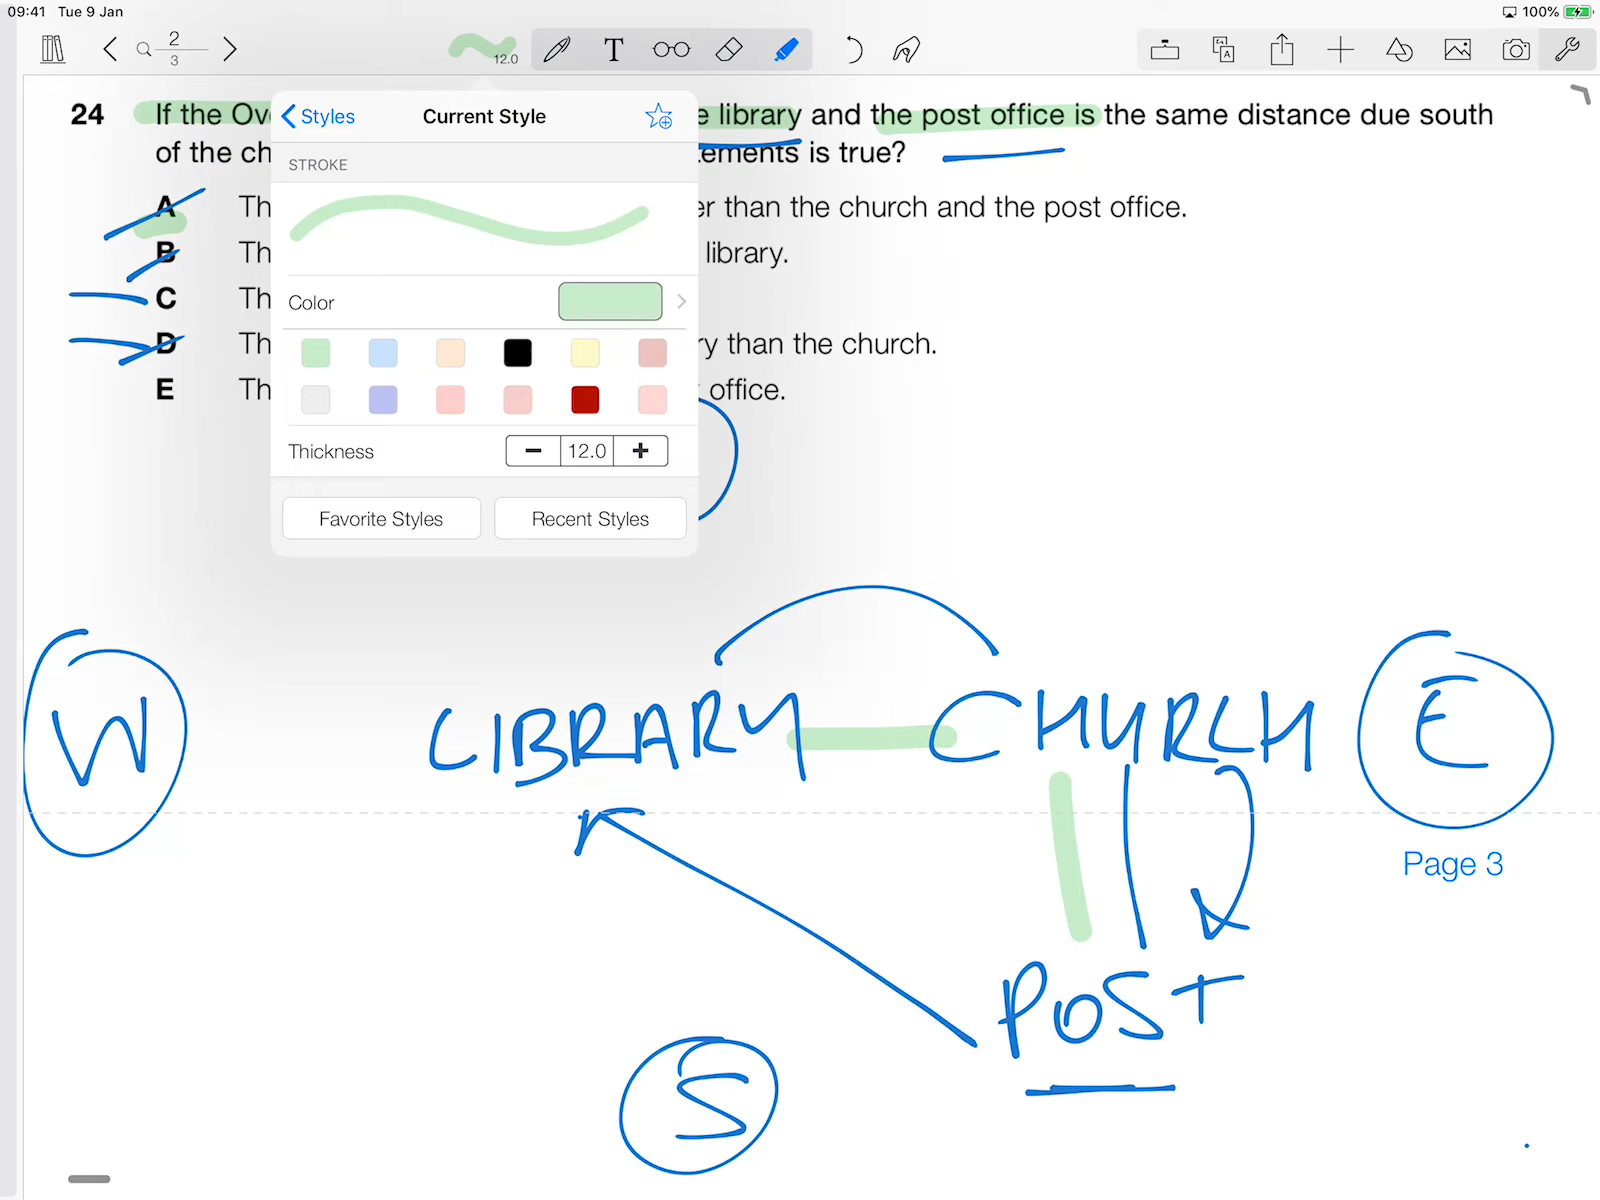 09:41 Tue 9 Jan
100%
2
3
12.0
T
24 If the Ov
e library and the post office is the same distance due south
of the ch
ements is true?
Styles
Current Style
STROKE
A Th
er than the church and the post office.
B Th
library.
C Th
D Th
ry than the church.
E Th
office.
Color
Thickness
12.0
Favorite Styles
Recent Styles
W
LIBRARY
CHURCH
E
Page 3
POST
S